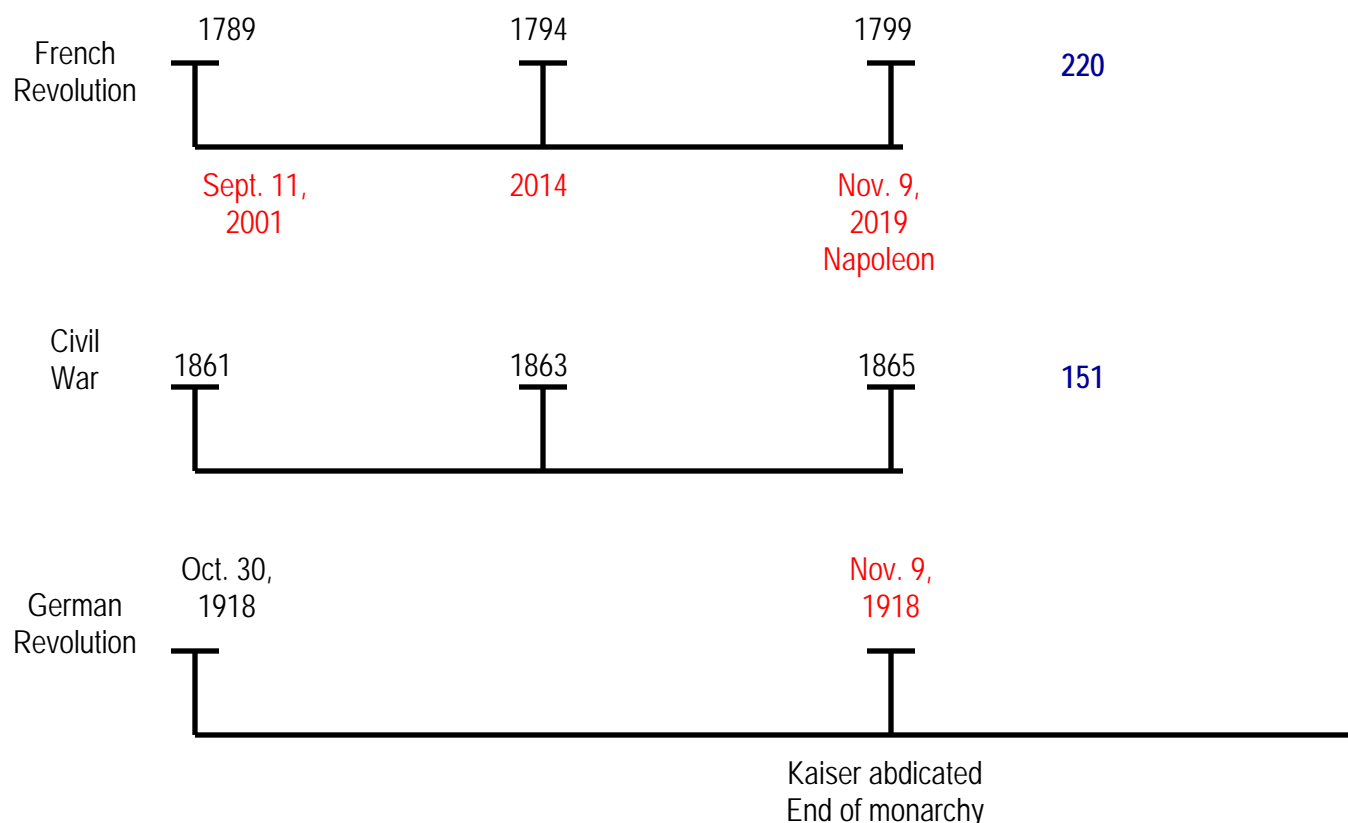 French
Revolution
1789
1794
1799
220
Sept. 11,
2001
2014
Nov. 9,
2019
Napoleon
Civil
War
1861
1863
1865
151
German
Revolution
Oct. 30,
1918
Nov. 9,
1918
Kaiser abdicated
End of monarchy